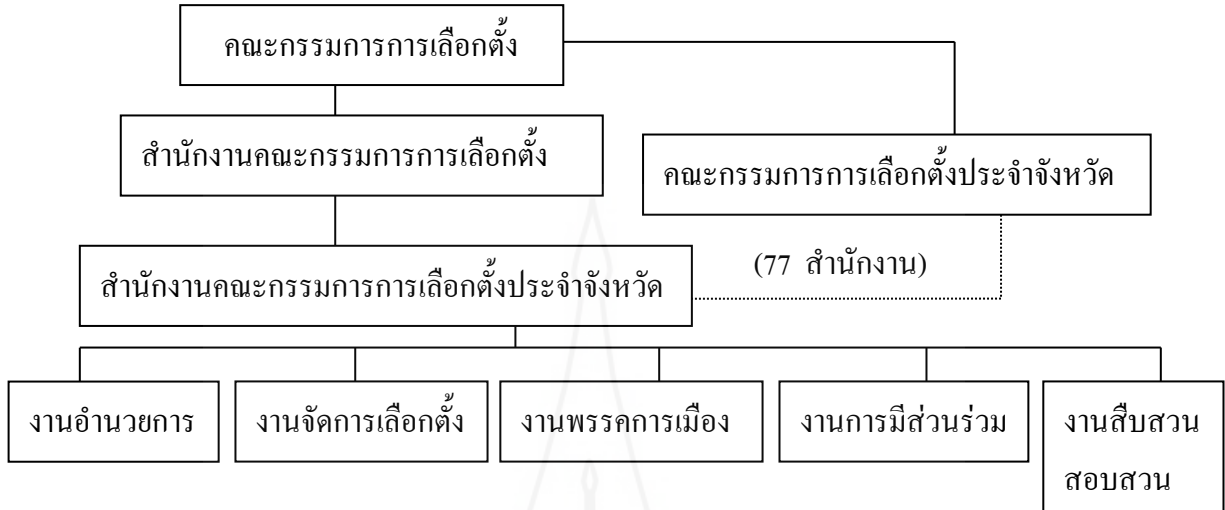 คณะกรรมการการเลือกตั้ง
สำนักงานคณะกรรมการการเลือกตั้ง
คณะกรรมการการเลือกตั้งประจำจังหวัด
(77 สำนักงาน)
สำนักงานคณะกรรมการการเลือกตั้งประจำจังหวัด
งานอำนวยการ
งานจัดการเลือกตั้ง
งานพรรคการเมือง
งานการมีส่วนร่วม
งานสืบสวน
สอบสวน